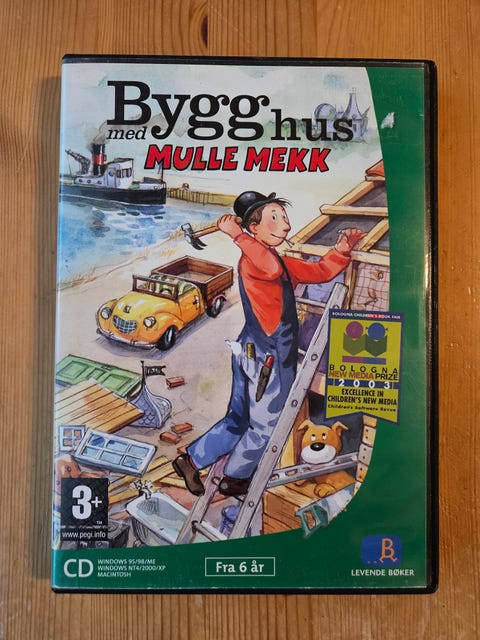 Bygg hus
med
MULLE MEKK
BOLOGNA CHILDREN'S BOOK FAIR
BOLOGNA
NEW MEDIA PRIZE
2003
EXCELLENCE IN
CHILDREN'S NEW MEDIA
Children's Software Revue
3+
TM
www.pegi.info
CD
WINDOWS 95/98/ME
WINDOWS NT4/2000/XP
MACINTOSH
Fra 6 år
B
LEVENDE BØKER